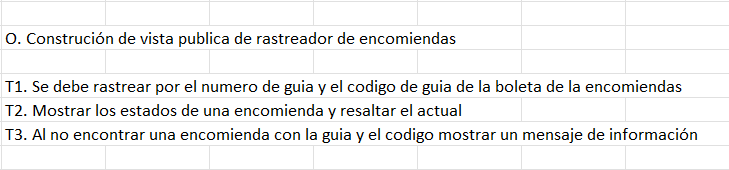 O. Construción de vista publica de rastreador de encomiendas
T1. Se debe rastrear por el numero de guia y el codigo de guia de la boleta de la encomiendas
T2. Mostrar los estados de una encomienda y resaltar el actual
T3. Al no encontrar una encomienda con la guia y el codigo mostrar un mensaje de información